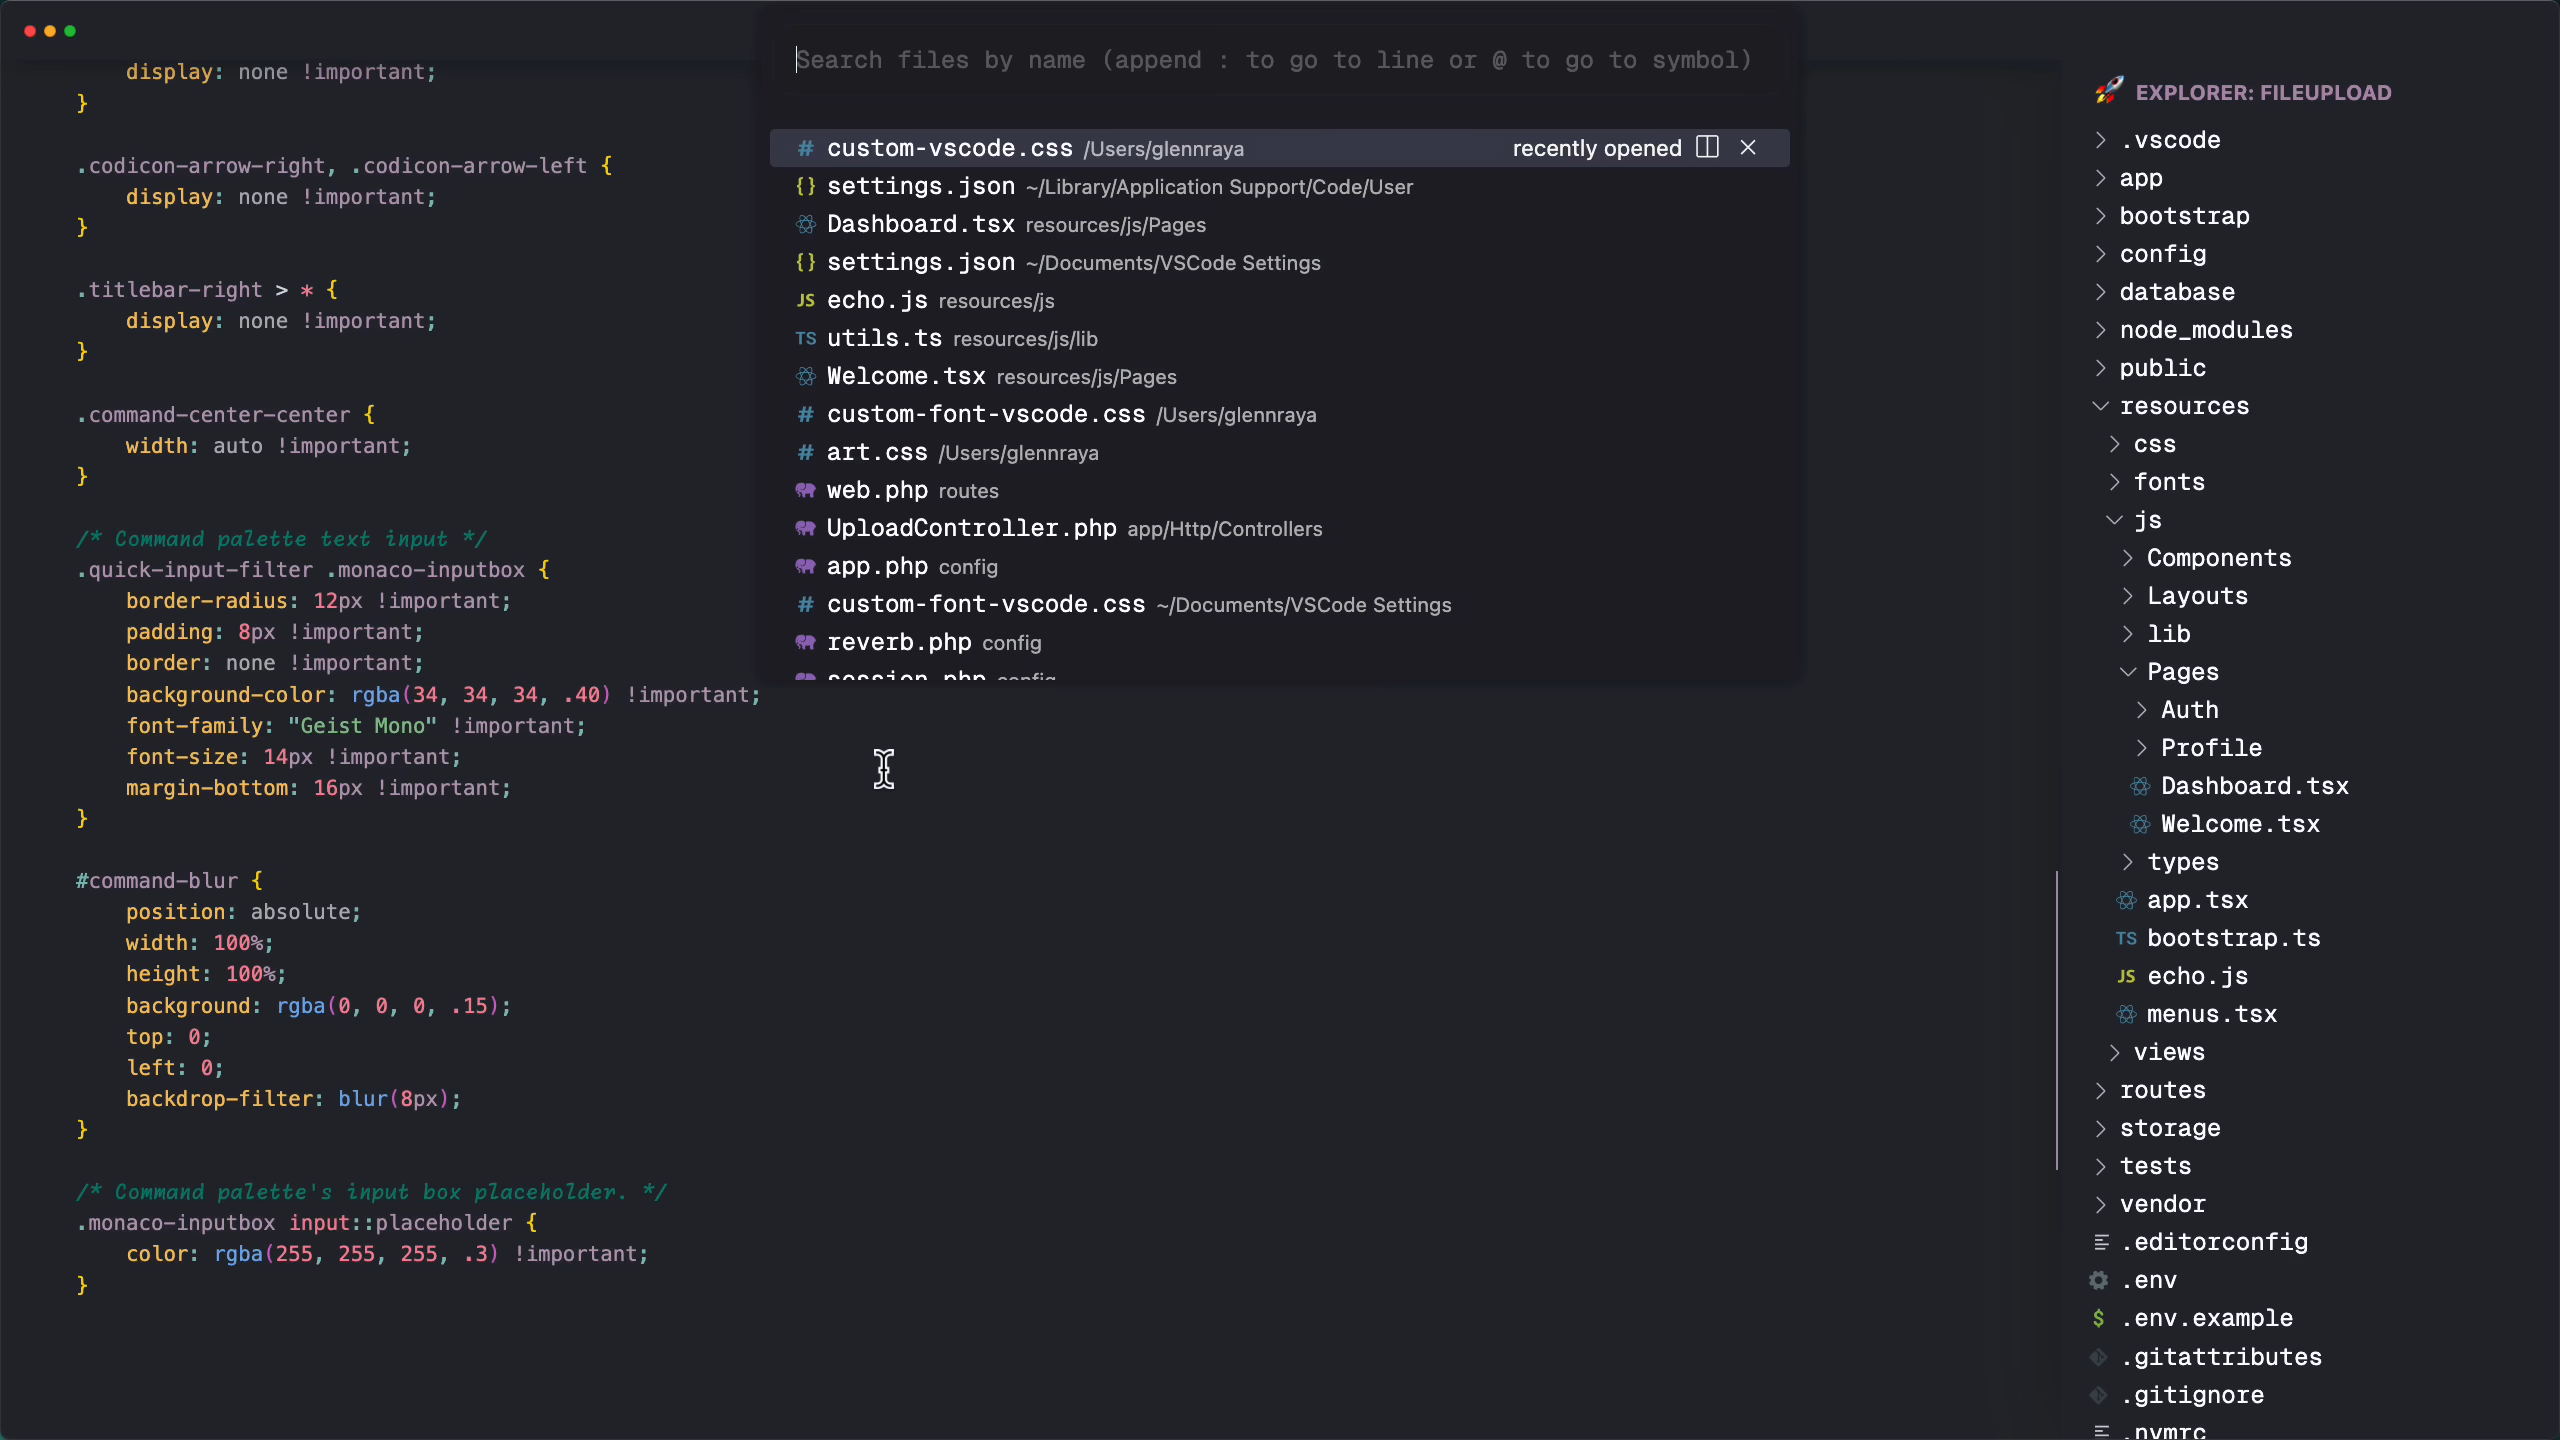 display: none !important;
}
.codicon-arrow-right, .codicon-arrow-left {
display: none !important;
}
.titlebar-right > * {
display: none !important;
}
.command-center-center {
width: auto !important;
}
/* Command palette text input */
.quick-input-filter .monaco-inputbox {
border-radius: 12px !important;
padding: 8px !important;
border: none !important;
background-color: rgba(34, 34, 34, .40) !important;
font-family: "Geist Mono" !important;
font-size: 14px !important;
margin-bottom: 16px !important;
}
#command-blur {
position: absolute;
width: 100%;
height: 100%;
background: rgba(0, 0, 0, .15);
top: 0;
left: 0;
backdrop-filter: blur(8px);
}
/* Command palette's input box placeholder. */
.monaco-inputbox input::placeholder {
color: rgba(255, 255, 255, .3) !important;
}
Search files by name (append : to go to line or @ to go to symbol)
# custom-vscode.css /Users/glennraya recently opened
{} settings.json ~/Library/Application Support/Code/User
Dashboard.tsx resources/js/Pages
{} settings.json ~/Documents/VSCode Settings
JS echo.js resources/js
TS utils.ts resources/js/lib
Welcome.tsx resources/js/Pages
# custom-font-vscode.css /Users/glennraya
# art.css /Users/glennraya
web.php routes
UploadController.php app/Http/Controllers
app.php config
# custom-font-vscode.css ~/Documents/VSCode Settings
reverb.php config
session.php config
EXPLORER: FILEUPLOAD
.vscode
app
bootstrap
config
database
node_modules
public
resources
css
fonts
js
Components
Layouts
lib
Pages
Auth
Profile
Dashboard.tsx
Welcome.tsx
types
app.tsx
TS bootstrap.ts
JS echo.js
menus.tsx
views
routes
storage
tests
vendor
.editorconfig
.env
$ .env.example
.gitattributes
.gitignore
.nvmrc